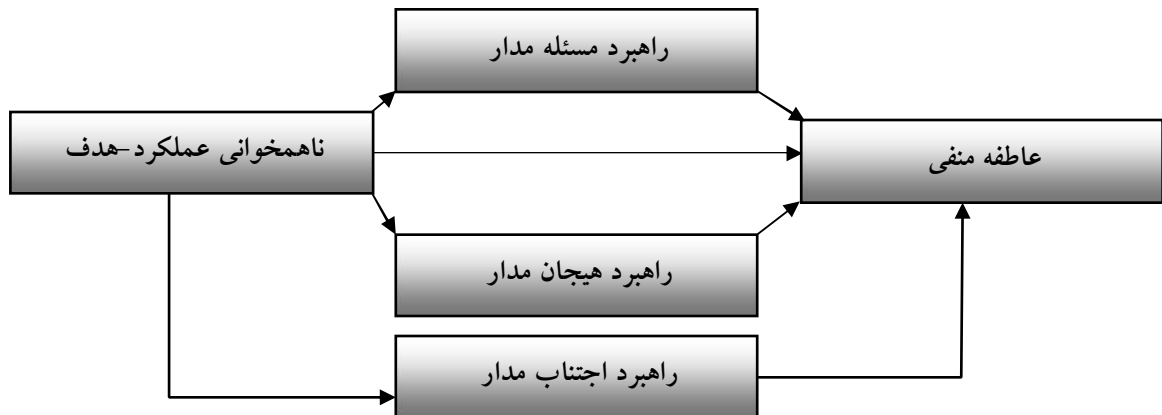 راهبرد مسئله مدار
ناهمخوانی عملکرد-هدف
عاطفه منفی
راهبرد هیجان مدار
راهبرد اجتناب مدار